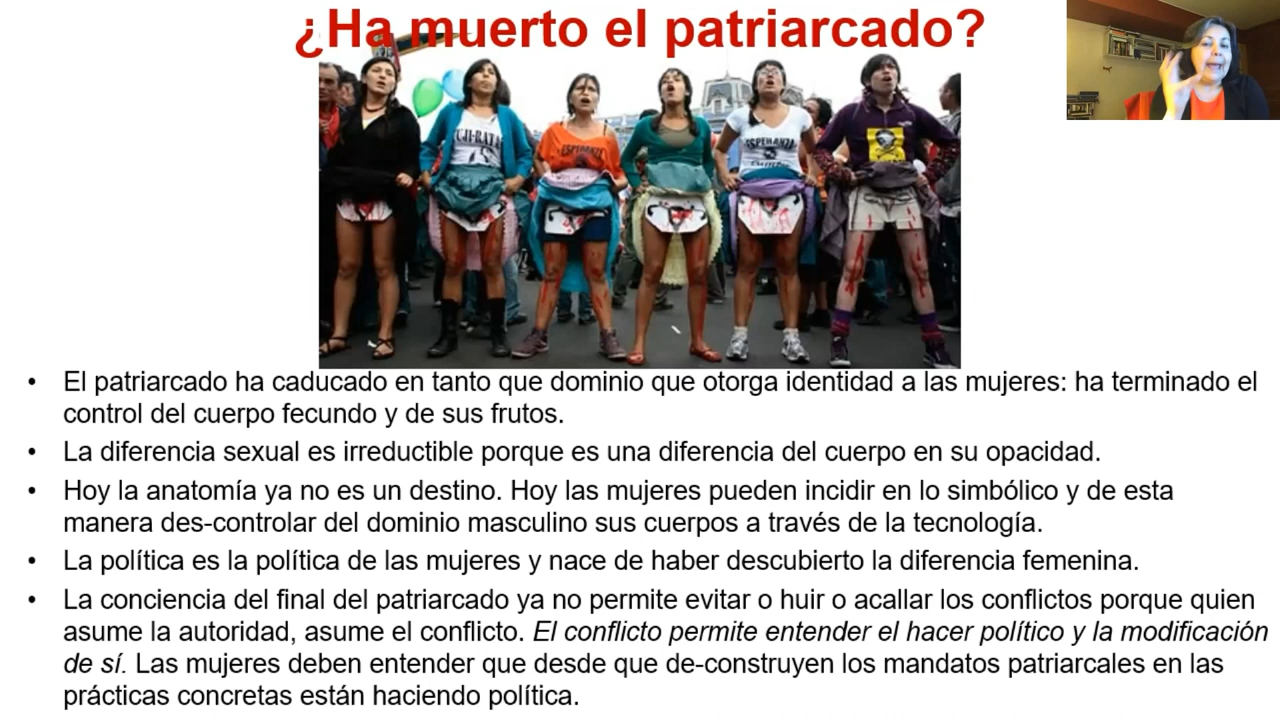 ¿Ha muerto el patriarcado?
ESPERANZA
ESPERANZA
• El patriarcado ha caducado en tanto que dominio que otorga identidad a las mujeres: ha terminado el
control del cuerpo fecundo y de sus frutos.
• La diferencia sexual es irreductible porque es una diferencia del cuerpo en su opacidad.
• Hoy la anatomía ya no es un destino. Hoy las mujeres pueden incidir en lo simbólico y de esta
manera des-controlar del dominio masculino sus cuerpos a través de la tecnología.
• La política es la política de las mujeres y nace de haber descubierto la diferencia femenina.
• La conciencia del final del patriarcado ya no permite evitar o huir o acallar los conflictos porque quien
asume la autoridad, asume el conflicto. El conflicto permite entender el hacer político y la modificación
de sí. Las mujeres deben entender que desde que de-construyen los mandatos patriarcales en las
prácticas concretas están haciendo política.